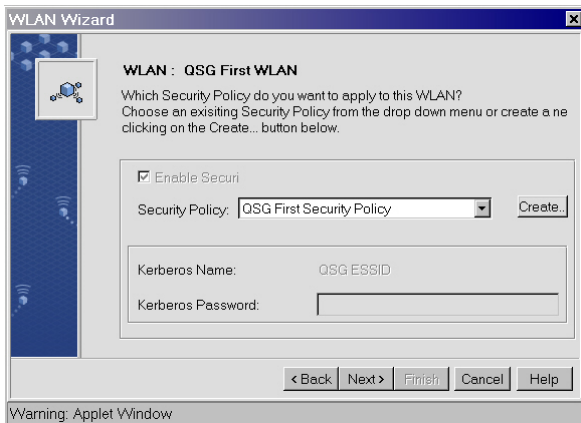 WLAN Wizard
WLAN : QSG First WLAN
Which Security Policy do you want to apply to this WLAN?
Choose an exisiting Security Policy from the drop down menu or create a ne
clicking on the Create... button below.
Enable Securi
Security Policy: QSG First Security Policy Create..
Kerberos Name: QSG ESSID
Kerberos Password:
< Back Next > Finish Cancel Help
Warning: Applet Window